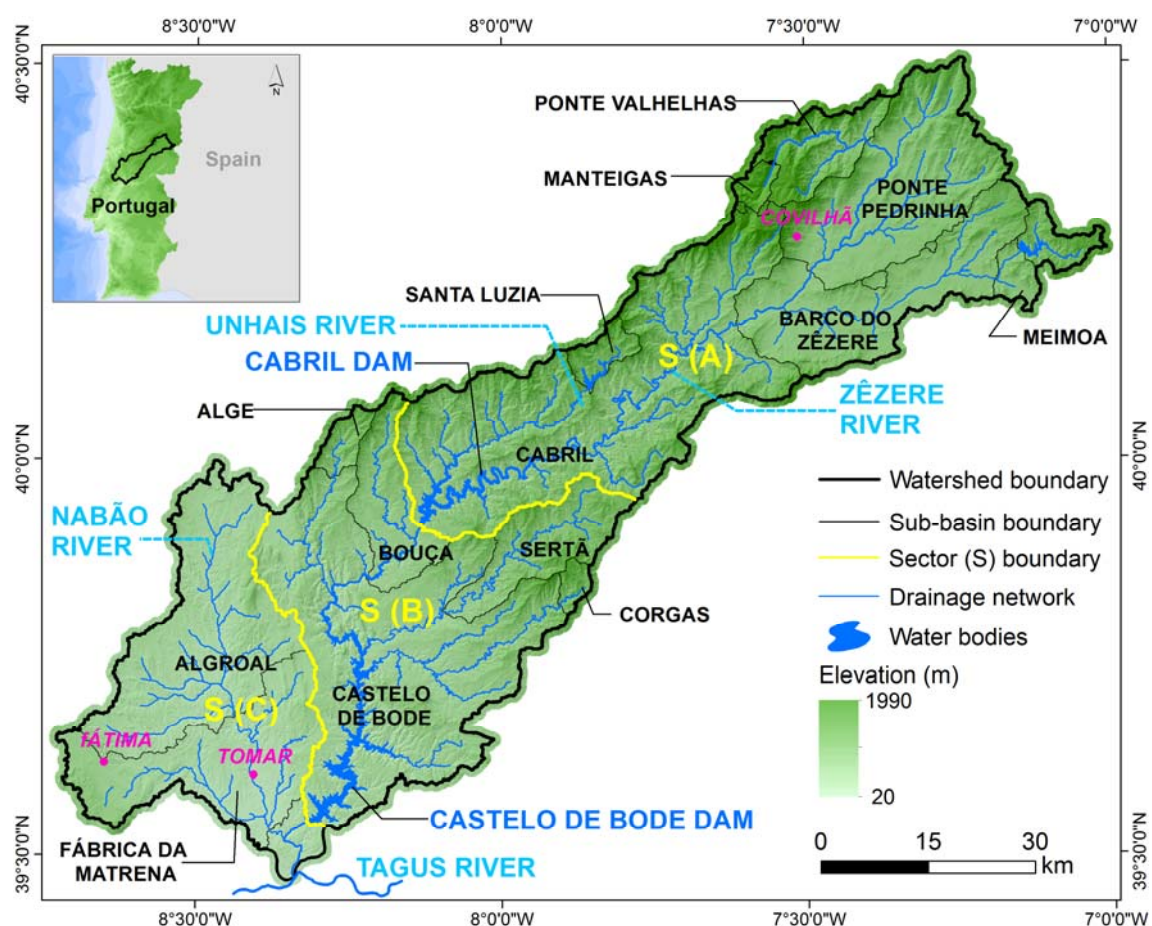 8°30'0"W
8°0'0"W
7°30'0"W
7°0'0"W
40°30'0"N
40°0'0"N
39°30'0"N
40°30'0"N
40°0'0"N
39°30'0"N
N
Spain
Portugal
PONTE VALHELHAS
MANTEIGAS
PONTE
PEDRINHA
COVILHÃ
SANTA LUZIA
UNHAIS RIVER
BARCO DO
ZÊZERE
MEIMOA
CABRIL DAM
S (A)
ZÊZERE
RIVER
ALGE
CABRIL
NABÃO
RIVER
BOUÇA
SERTÃ
S (B)
CORGAS
ALGROAL
S (C)
CASTELO
DE BODE
FÁTIMA
TOMAR
CASTELO DE BODE DAM
FÁBRICA DA
MATRENA
TAGUS RIVER
Watershed boundary
Sub-basin boundary
Sector (S) boundary
Drainage network
Water bodies
Elevation (m)
1990
20
0
15
30
km
8°30'0"W
8°0'0"W
7°30'0"W
7°0'0"W